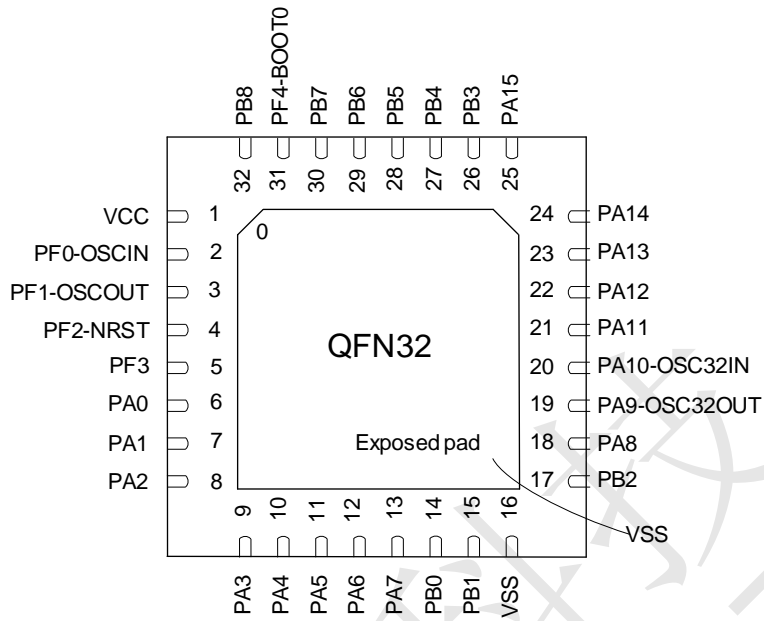 PB8 PF4-BOOT0 PB7 PB6 PB5 PB4 PB3 PA15
32 31 30 29 28 27 26 25
VCC 1 24 PA14
0
PF0-OSCIN 2 23 PA13
PF1-OSCOUT 3 22 PA12
PF2-NRST 4 21 PA11
QFN32
PF3 5 20 PA10-OSC32IN
PA0 6 19 PA9-OSC32OUT
PA1 7 Exposed pad 18 PA8
PA2 8 17 PB2
9 10 11 12 13 14 15 16
VSS
PA3 PA4 PA5 PA6 PA7 PB0 PB1 VSS
科技